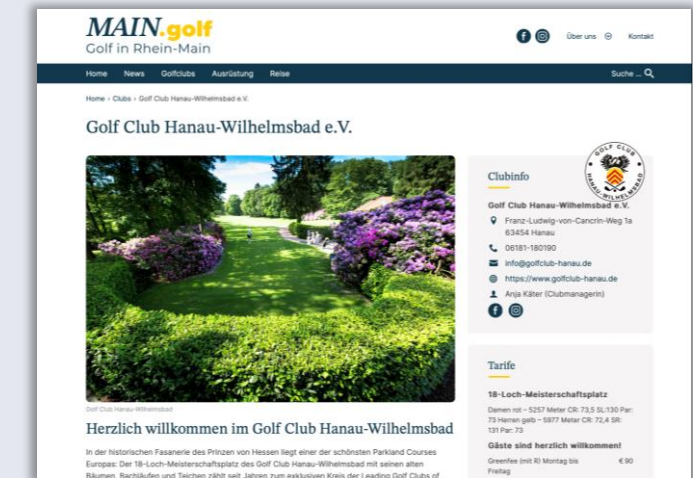 MAIN.golf
Golf in Rhein-Main
Über uns
Kontakt
Home News Golfclubs Ausrüstung Reise
Suche ...
Home › Clubs › Golf Club Hanau-Wilhelmsbad e.V.
Golf Club Hanau-Wilhelmsbad e.V.
Golf Club Hanau-Wilhelmsbad
Herzlich willkommen im Golf Club Hanau-Wilhelmsbad
In der historischen Fasanerie des Prinzen von Hessen liegt einer der schönsten Parkland Courses
Europas: Der 18-Loch-Meisterschaftsplatz des Golf Club Hanau-Wilhelmsbad mit seinen alten
Bäumen, Bachläufen und Teichen zählt seit Jahren zum exklusiven Kreis der Leading Golf Clubs of
GOLF CLUB
HANAU-WILHELMSBAD
Clubinfo
Golf Club Hanau-Wilhelmsbad e.V.
Franz-Ludwig-von-Cancrin-Weg 1a
63454 Hanau
06181-180190
info@golfclub-hanau.de
https://www.golfclub-hanau.de
Anja Käter (Clubmanagerin)
Tarife
18-Loch-Meisterschaftsplatz
Damen rot – 5257 Meter CR: 73,5 SL:130 Par:
73 Herren gelb – 5977 Meter CR: 72,4 SR:
131 Par: 73
Gäste sind herzlich willkommen!
Greenfee (mit R) Montag bis € 90
Freitag